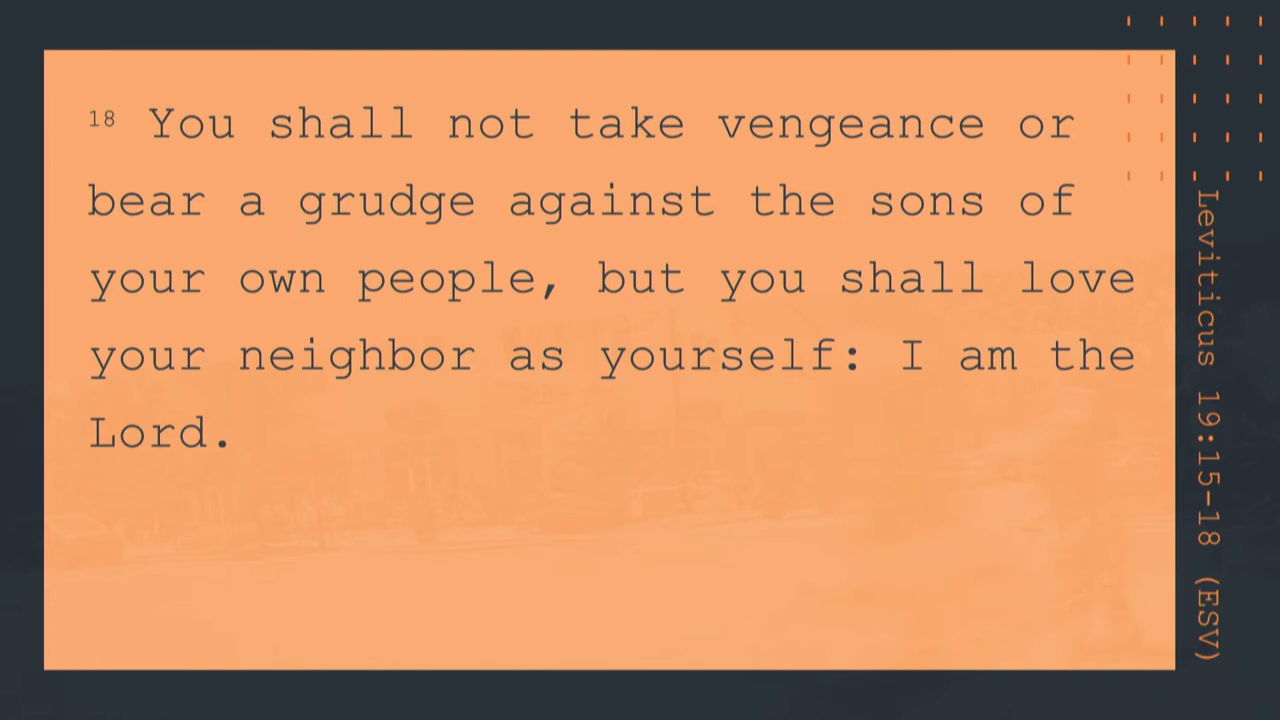 18 You shall not take vengeance or
bear a grudge against the sons of
your own people, but you shall love
your neighbor as yourself: I am the
Lord.
Leviticus 19:15-18 (ESV)